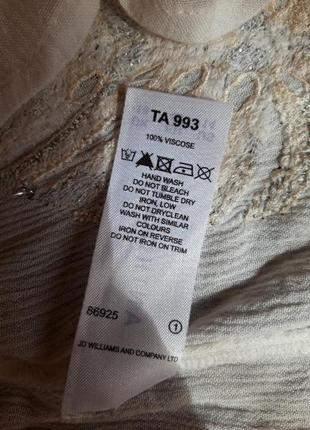 TA 993
100% VISCOSE
HAND WASH
DO NOT BLEACH
DO NOT TUMBLE DRY
IRON, LOW
DO NOT DRYCLEAN
WASH WITH SIMILAR
COLOURS
IRON ON REVERSE
DO NOT IRON ON TRIM
86925
1
JD WILLIAMS AND COMPANY LTD